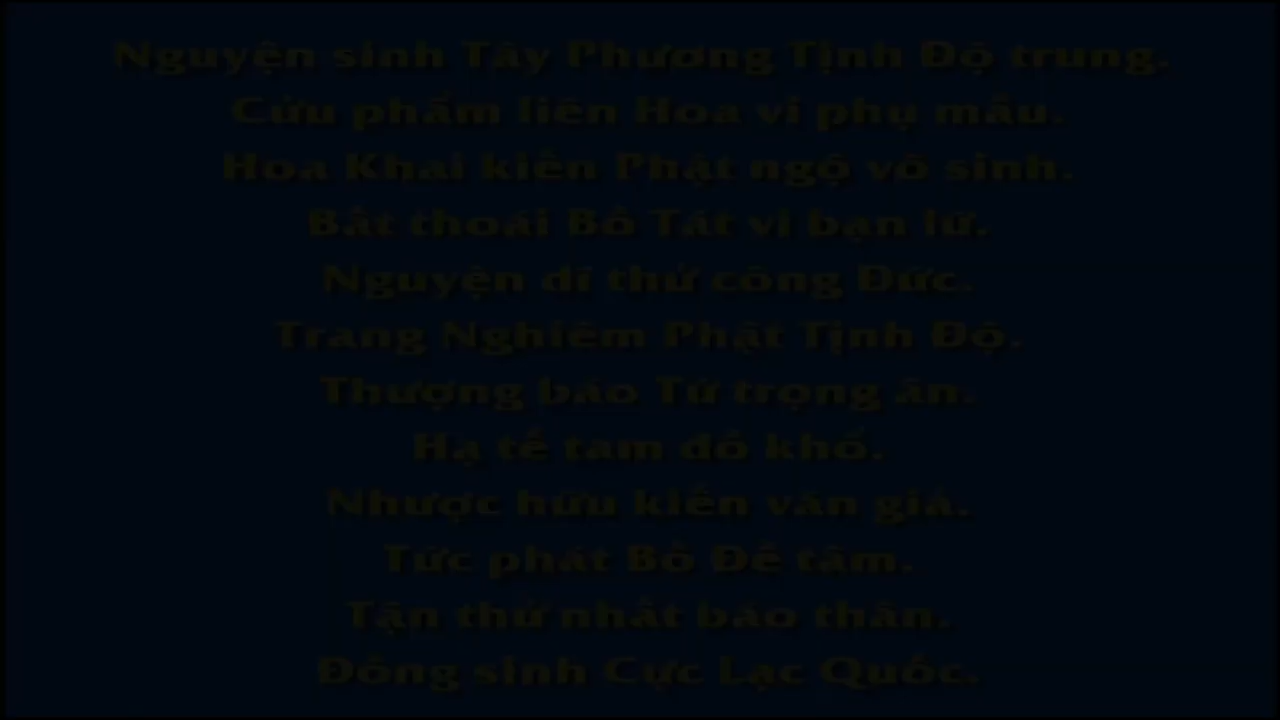 Nguyện sinh Tây Phương Tịnh Độ trung.
Cửu phẩm liên Hoa vi phụ mẫu.
Hoa Khai kiến Phật ngộ vô sinh.
Bất thoái Bồ Tát vi bạn lữ.
Nguyện dĩ thử công Đức.
Trang Nghiêm Phật Tịnh Độ.
Thượng báo Tứ trọng ân.
Hạ tế tam đồ khổ.
Nhược hữu kiến văn giả.
Tức phát Bồ Đề tâm.
Tận thử nhất báo thân.
Đồng sinh Cực Lạc Quốc.